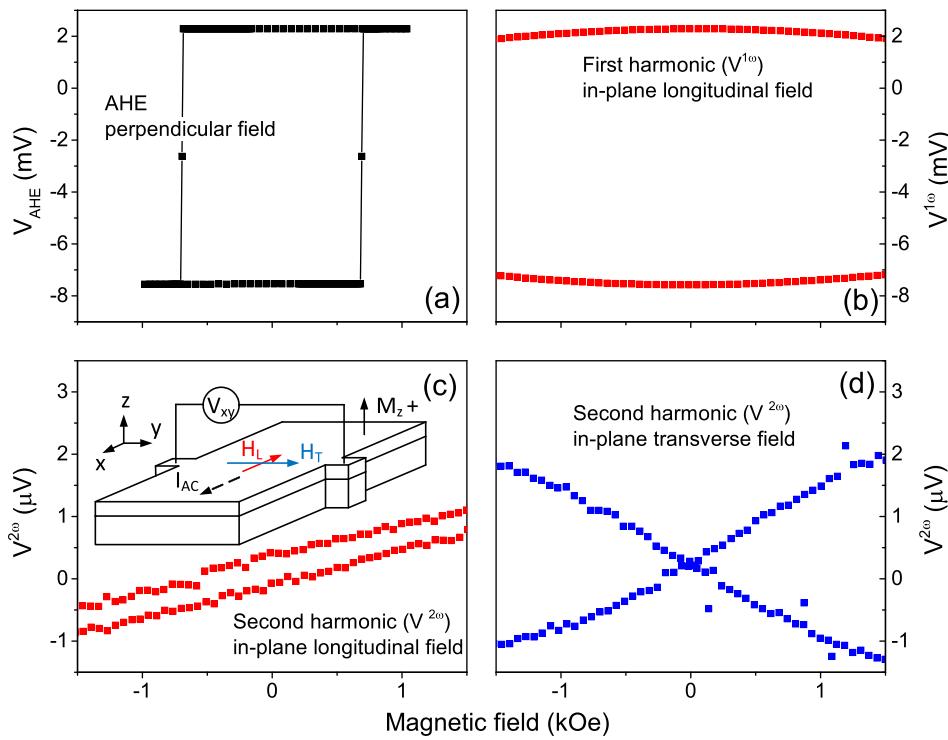 2
0
-2
-4
-6
-8
V_AHE (mV)
AHE
perpendicular field
(a)
First harmonic (V^1ω)
in-plane longitudinal field
(b)
2
0
-2
-4
-6
-8
V^1ω (mV)
3
2
1
0
-1
V^2ω (μV)
(c)
z
y
x
V_xy
M_z +
H_L
H_T
I_AC
Second harmonic (V^2ω)
in-plane longitudinal field
-1
0
1
(d)
Second harmonic (V^2ω)
in-plane transverse field
3
2
1
0
-1
V^2ω (μV)
-1
0
1
Magnetic field (kOe)